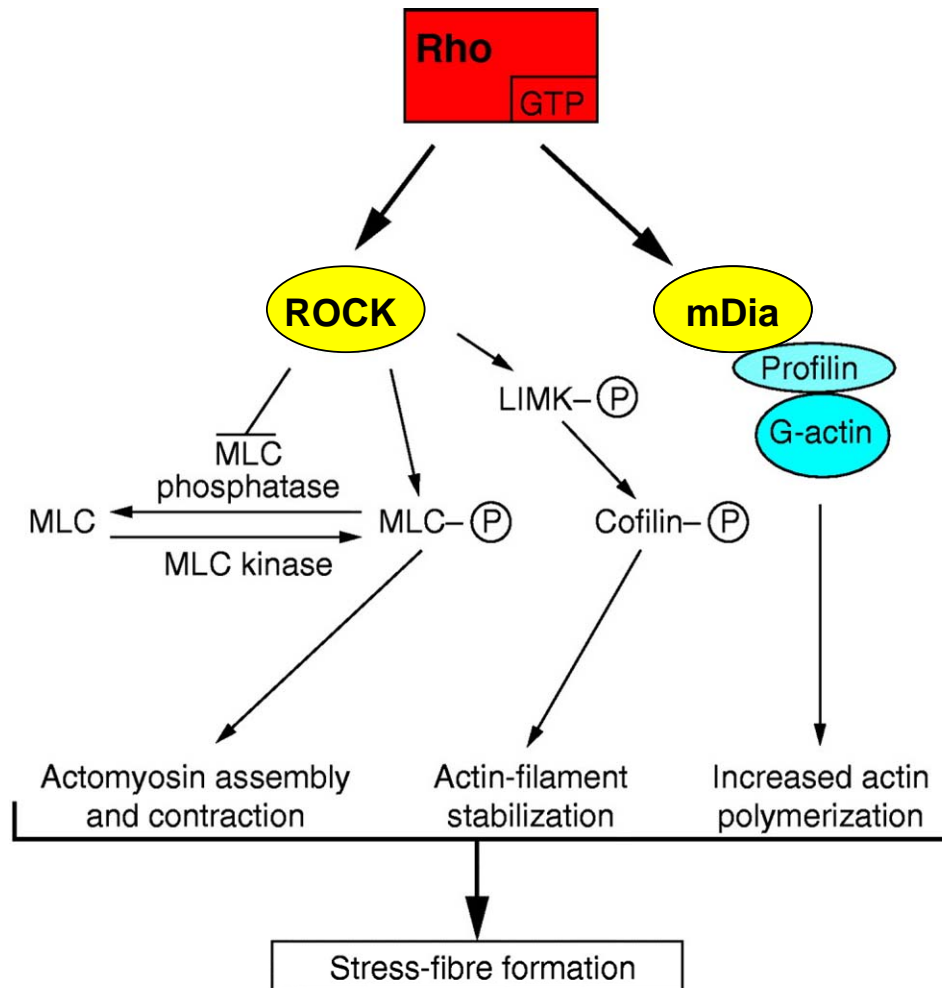 Rho
GTP
ROCK
mDia
Profilin
LIMK–P
G-actin
MLC
phosphatase
MLC
MLC–P
Cofilin–P
MLC kinase
Actomyosin assembly
and contraction
Actin-filament
stabilization
Increased actin
polymerization
Stress-fibre formation